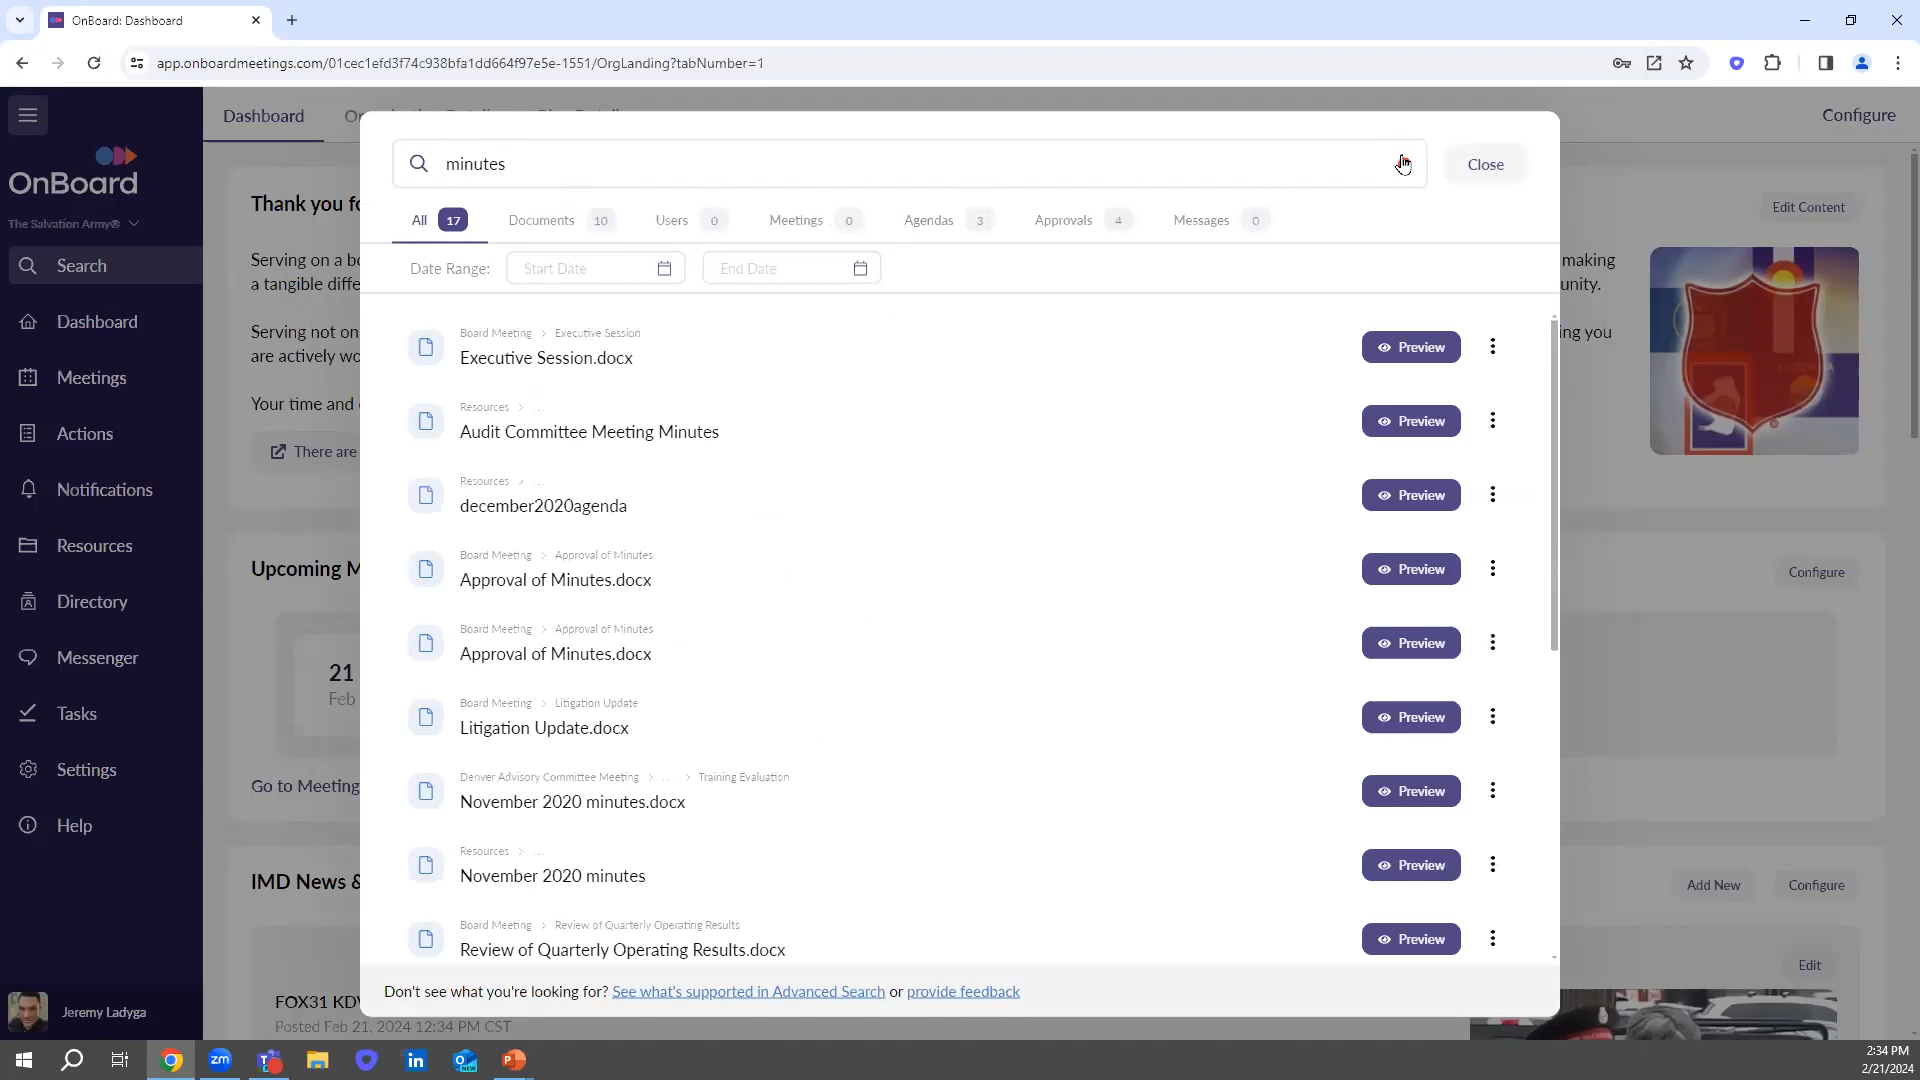 OnBoard: Dashboard
app.onboardmeetings.com/01cec1efd3f74c938bfa1dd664f97e5e-1551/OrgLanding?tabNumber=1
OnBoard
The Salvation Army®
Search
Dashboard
Meetings
Actions
Notifications
Resources
Directory
Messenger
Tasks
Settings
Help
Jeremy Ladyga
Dashboard
Configure
Thank you fo
Edit Content
Serving on a bo
making
a tangible diffe
unity.
Serving not on
ing you
are actively wo
Your time and
There are
Upcoming M
Configure
21
Feb
Go to Meeting
IMD News &
Add New
Configure
Edit
FOX31 KDV
Posted Feb 21, 2024 12:34 PM CST
minutes
Close
All 17
Documents 10
Users 0
Meetings 0
Agendas 3
Approvals 4
Messages 0
Date Range: Start Date End Date
Board Meeting > Executive Session
Executive Session.docx
Preview
Resources > ...
Audit Committee Meeting Minutes
Preview
Resources > ...
december2020agenda
Preview
Board Meeting > Approval of Minutes
Approval of Minutes.docx
Preview
Board Meeting > Approval of Minutes
Approval of Minutes.docx
Preview
Board Meeting > Litigation Update
Litigation Update.docx
Preview
Denver Advisory Committee Meeting > ... > Training Evaluation
November 2020 minutes.docx
Preview
Resources > ...
November 2020 minutes
Preview
Board Meeting > Review of Quarterly Operating Results
Review of Quarterly Operating Results.docx
Preview
Don't see what you're looking for? See what's supported in Advanced Search or provide feedback
zm
in
NEW
2:34 PM
2/21/2024